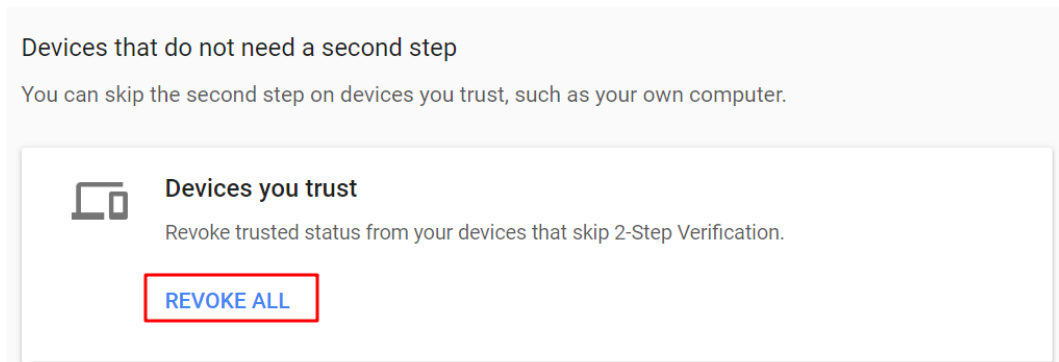 Devices that do not need a second step
You can skip the second step on devices you trust, such as your own computer.
Devices you trust
Revoke trusted status from your devices that skip 2-Step Verification.
REVOKE ALL